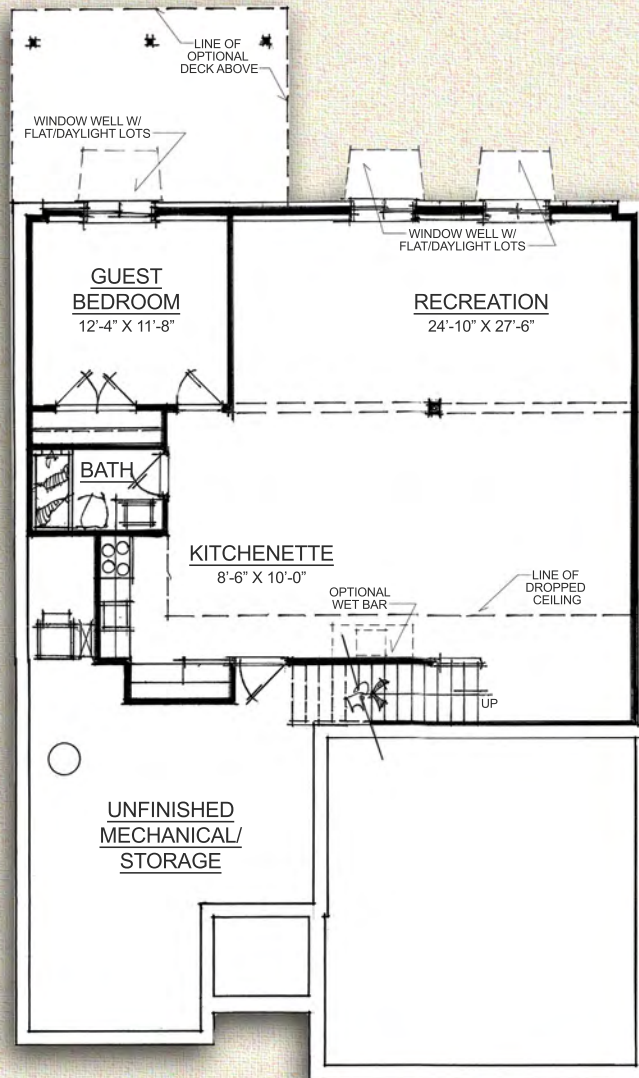 LINE OF
OPTIONAL
DECK ABOVE
WINDOW WELL W/
FLAT/DAYLIGHT LOTS
WINDOW WELL W/
FLAT/DAYLIGHT LOTS
GUEST
BEDROOM
12'-4" X 11'-8"
RECREATION
24'-10" X 27'-6"
BATH
KITCHENETTE
8'-6" X 10'-0"
OPTIONAL
WET BAR
LINE OF
DROPPED
CEILING
UP
UNFINISHED
MECHANICAL/
STORAGE